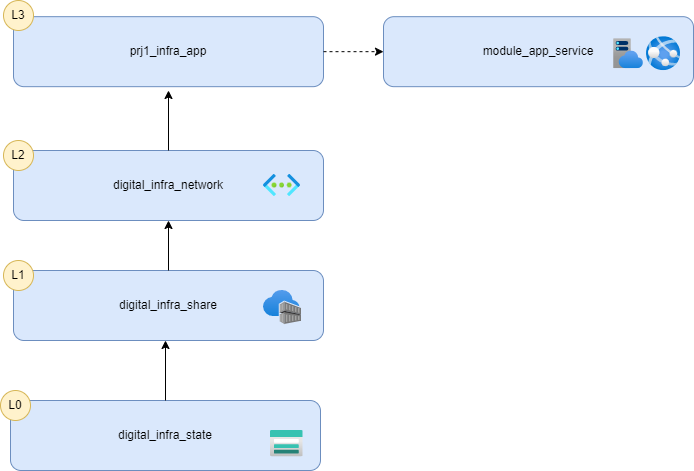 L3
prj1_infra_app
module_app_service
L2
digital_infra_network
L1
digital_infra_share
L0
digital_infra_state